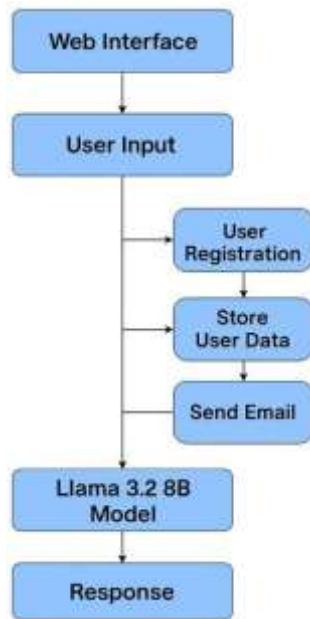 Web Interface
User Input
User
Registration
Store
User Data
Send Email
Llama 3.2 8B
Model
Response